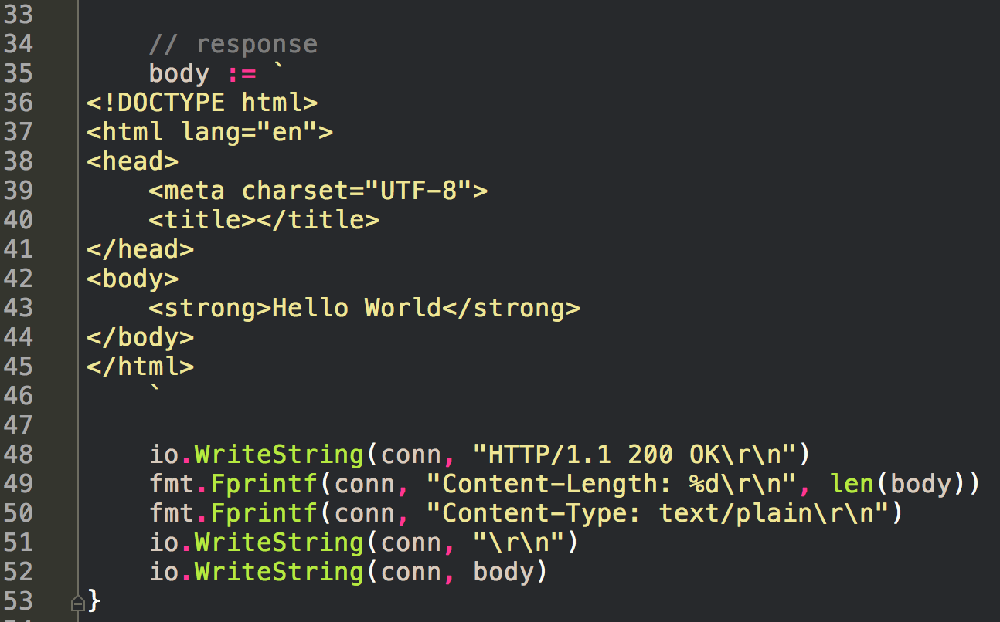 33
34     // response
35     body := `
36 <!DOCTYPE html>
37 <html lang="en">
38 <head>
39     <meta charset="UTF-8">
40     <title></title>
41 </head>
42 <body>
43     <strong>Hello World</strong>
44 </body>
45 </html>
46     `
47
48     io.WriteString(conn, "HTTP/1.1 200 OK\r\n")
49     fmt.Fprintf(conn, "Content-Length: %d\r\n", len(body))
50     fmt.Fprintf(conn, "Content-Type: text/plain\r\n")
51     io.WriteString(conn, "\r\n")
52     io.WriteString(conn, body)
53 }